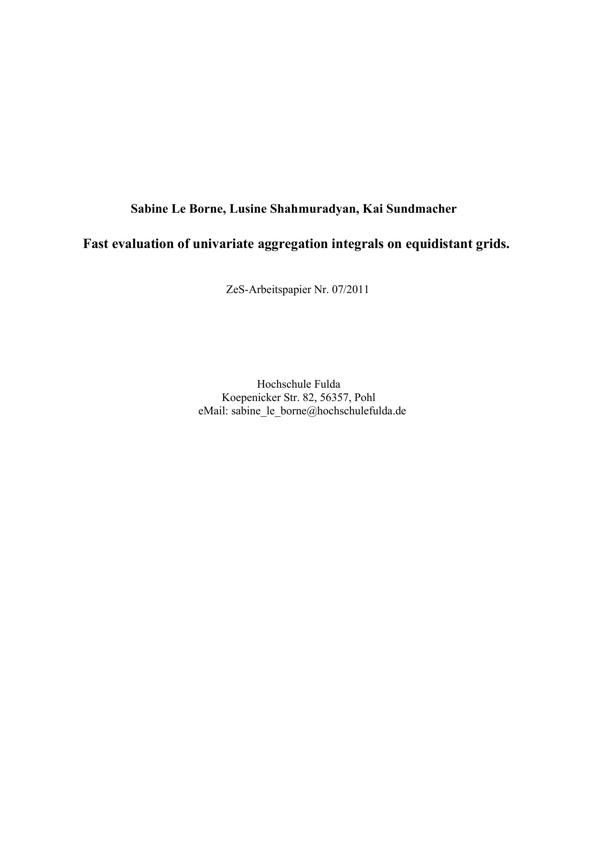 Sabine Le Borne, Lusine Shahmuradyan, Kai Sundmacher
Fast evaluation of univariate aggregation integrals on equidistant grids.
ZeS-Arbeitspapier Nr. 07/2011
Hochschule Fulda
Koepenicker Str. 82, 56357, Pohl
eMail: sabine_le_borne@hochschulefulda.de